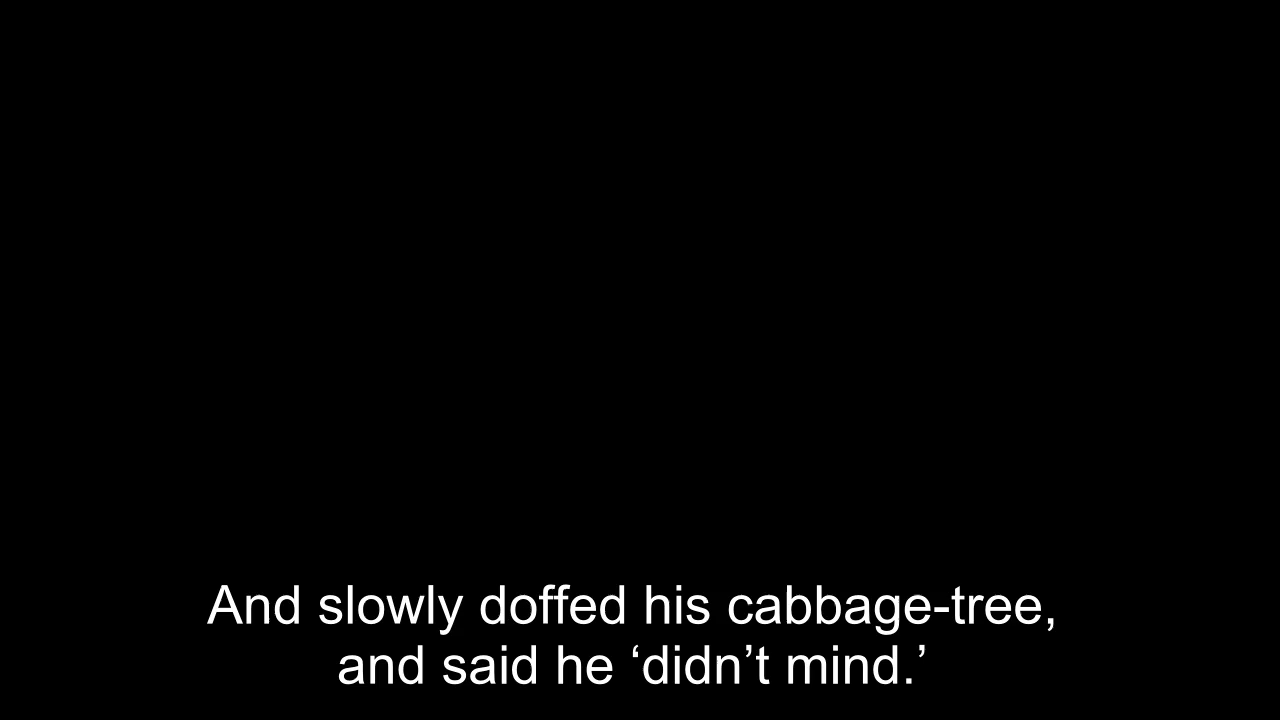 And slowly doffed his cabbage-tree,
and said he ‘didn’t mind.’